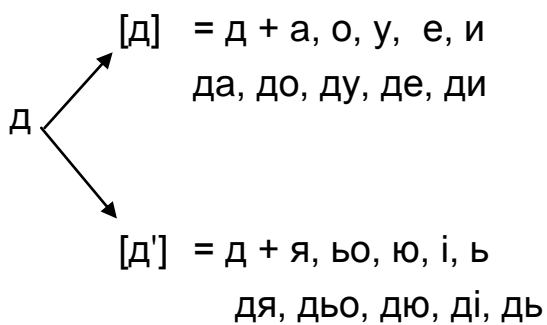 [д] = д + а, о, у, е, и
да, до, ду, де, ди
д
[д'] = д + я, ьо, ю, і, ь
дя, дьо, дю, ді, дь